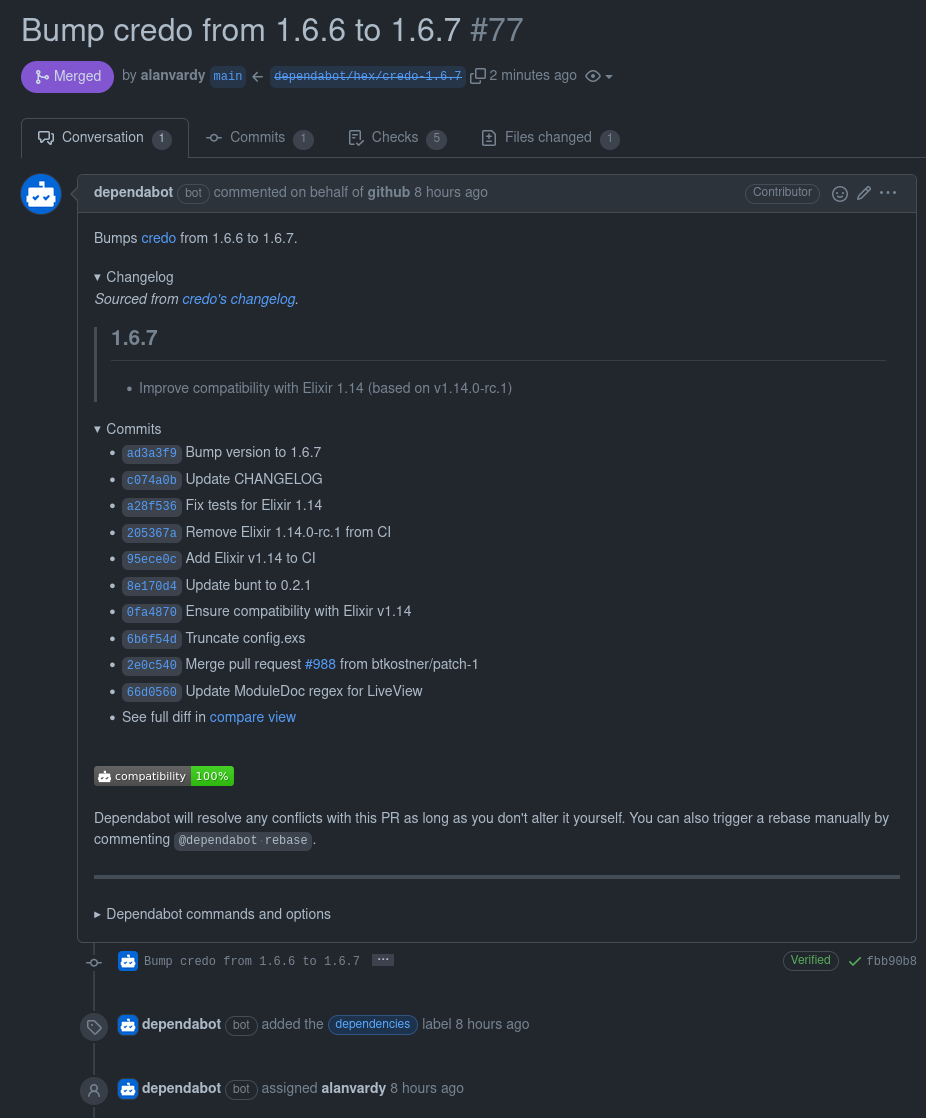 Bump credo from 1.6.6 to 1.6.7 #77
Merged by alanvardy main ← dependabot/hex/credo-1.6.7 2 minutes ago
Conversation 1 Commits 1 Checks 5 Files changed 1
dependabot bot commented on behalf of github 8 hours ago Contributor ...
Bumps credo from 1.6.6 to 1.6.7.
▾ Changelog
Sourced from credo's changelog.
1.6.7
• Improve compatibility with Elixir 1.14 (based on v1.14.0-rc.1)
▾ Commits
• ad3a3f9 Bump version to 1.6.7
• c074a0b Update CHANGELOG
• a28f536 Fix tests for Elixir 1.14
• 205367a Remove Elixir 1.14.0-rc.1 from CI
• 95ece0c Add Elixir v1.14 to CI
• 8e170d4 Update bunt to 0.2.1
• 0fa4870 Ensure compatibility with Elixir v1.14
• 6b6f54d Truncate config.exs
• 2e0c540 Merge pull request #988 from btkostner/patch-1
• 66d0560 Update ModuleDoc regex for LiveView
• See full diff in compare view
compatibility 100%
Dependabot will resolve any conflicts with this PR as long as you don't alter it yourself. You can also trigger a rebase manually by
commenting @dependabot rebase.
▸ Dependabot commands and options
Bump credo from 1.6.6 to 1.6.7 ... Verified ✓ fbb90b8
dependabot bot added the dependencies label 8 hours ago
dependabot bot assigned alanvardy 8 hours ago